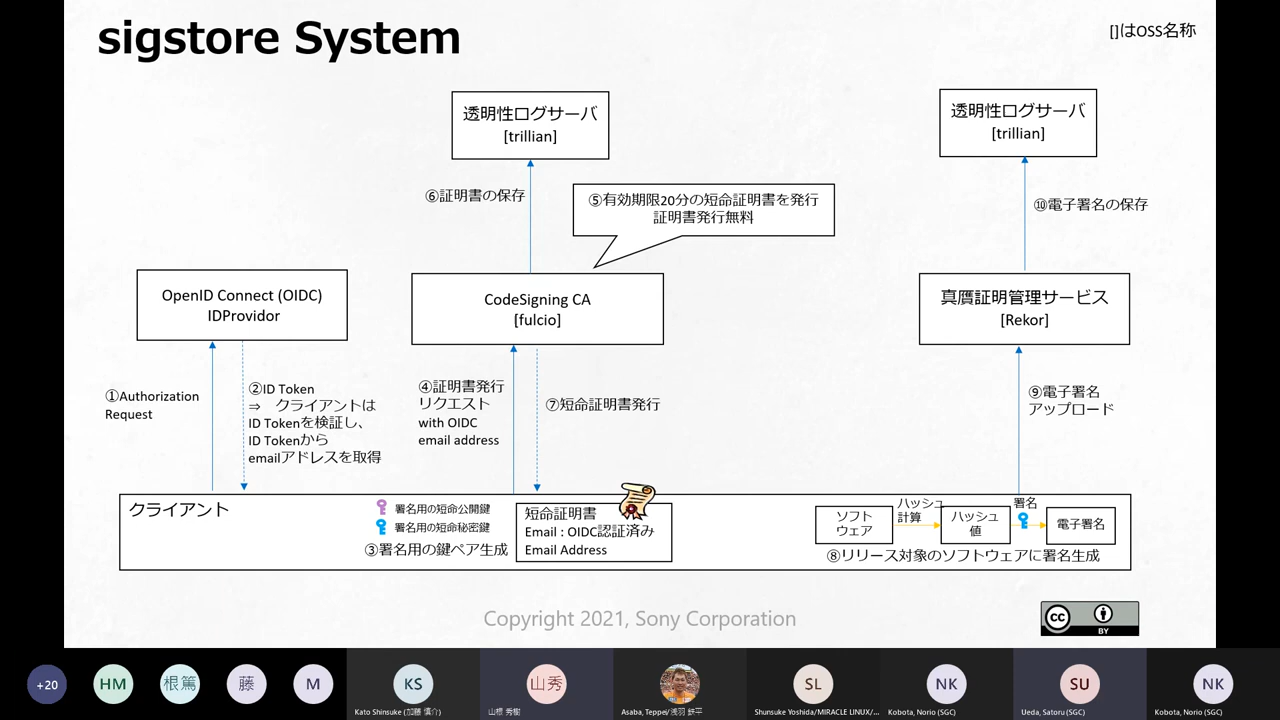 sigstore System
[]はOSS名称
透明性ログサーバ
[trillian]
透明性ログサーバ
[trillian]
⑥証明書の保存
⑤有効期限20分の短命証明書を発行
証明書発行無料
⑩電子署名の保存
OpenID Connect (OIDC)
IDProvidor
CodeSigning CA
[fulcio]
真贋証明管理サービス
[Rekor]
①Authorization
Request
②ID Token
⇒ クライアントは
ID Tokenを検証し、
ID Tokenから
emailアドレスを取得
④証明書発行
リクエスト
with OIDC
email address
⑦短命証明書発行
⑨電子署名
アップロード
クライアント
署名用の短命公開鍵
署名用の短命秘密鍵
③署名用の鍵ペア生成
短命証明書
Email : OIDC認証済み
Email Address
ソフト
ウェア
ハッシュ
計算
ハッシュ
値
署名
電子署名
⑧リリース対象のソフトウェアに署名生成
Copyright 2021, Sony Corporation
cc
BY
+20
HM
根篤
藤
M
KS
山秀
SL
NK
SU
NK
Kato Shinsuke (加藤 慎介)
山根 秀樹
Asaba, Teppei/浅羽 鉄平
Shunsuke Yoshida/MIRACLE LINUX/...
Kobota, Norio (SGC)
Ueda, Satoru (SGC)
Kobota, Norio (SGC)